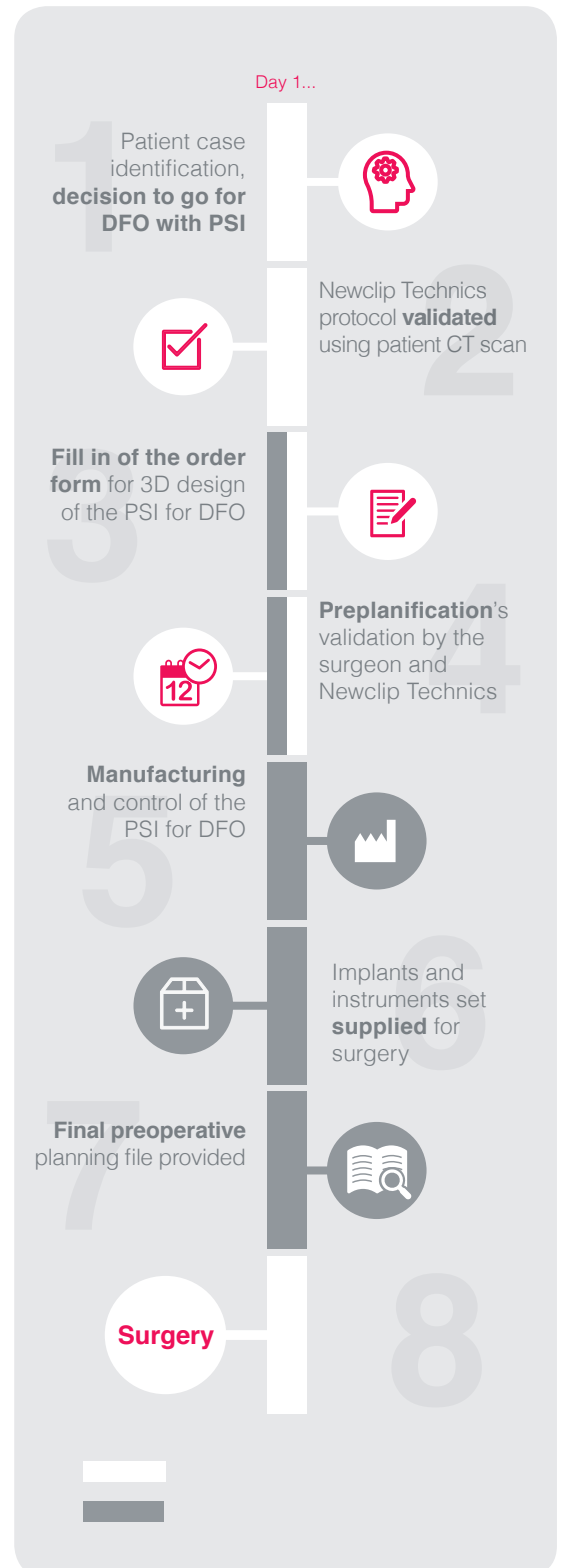 Day 1...
1
Patient case
identification,
decision to go for
DFO with PSI
2
Newclip Technics
protocol validated
using patient CT scan
3
Fill in of the order
form for 3D design
of the PSI for DFO
4
Preplanification's
validation by the
surgeon and
Newclip Technics
12
5
Manufacturing
and control of the
PSI for DFO
6
Implants and
instruments set
supplied for
surgery
7
Final preoperative
planning file provided
8
Surgery